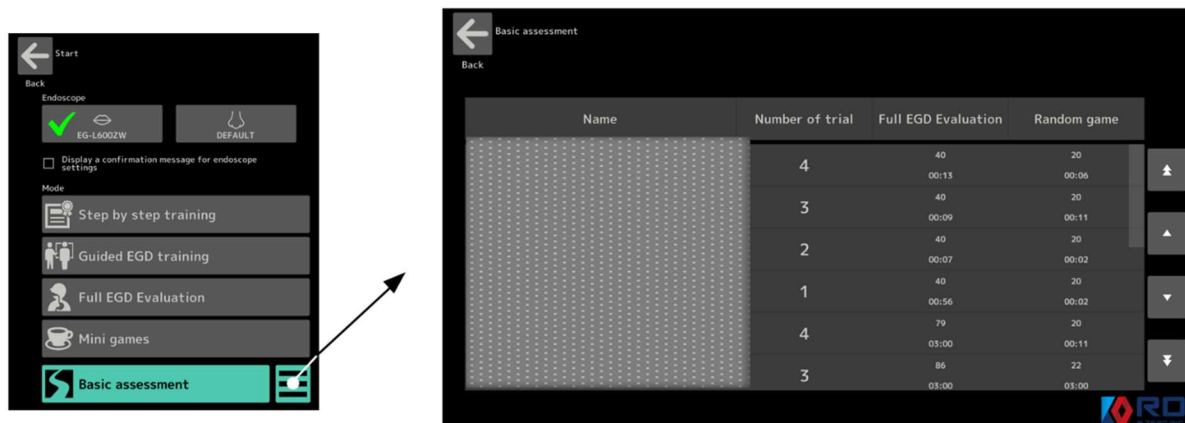 Start
Back
Endoscope
EG-L600ZW
DEFAULT
Display a confirmation message for endoscope
settings
Mode
Step by step training
Guided EGD training
Full EGD Evaluation
Mini games
Basic assessment
Basic assessment
Back
Name Number of trial Full EGD Evaluation Random game
4 40 20
00:13 00:06
3 40 20
00:09 00:11
2 40 20
00:07 00:02
1 40 20
00:56 00:02
4 79 20
03:00 00:11
3 86 22
03:00 03:00